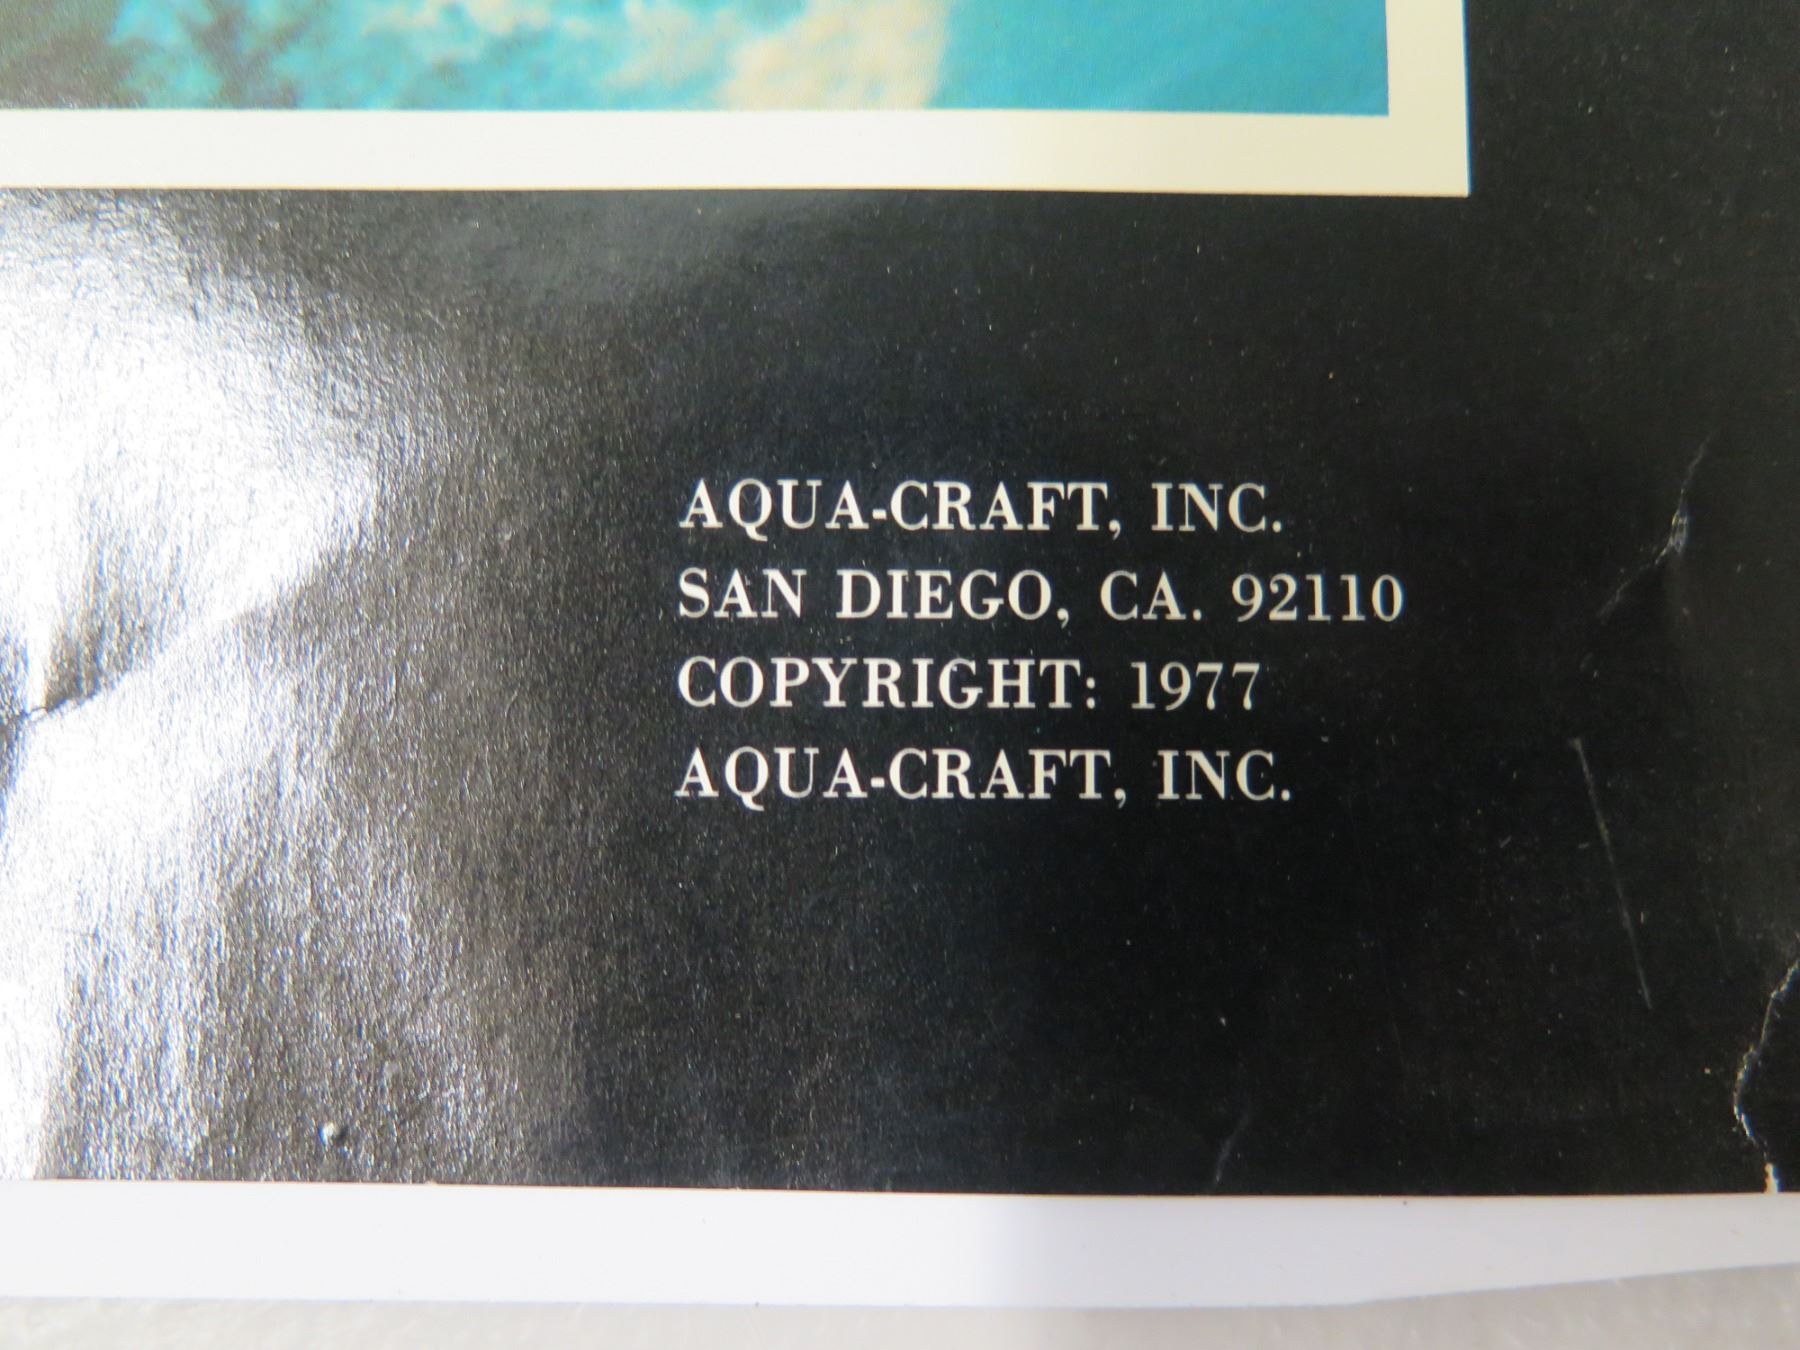 AQUA-CRAFT, INC.
SAN DIEGO, CA. 92110
COPYRIGHT: 1977
AQUA-CRAFT, INC.